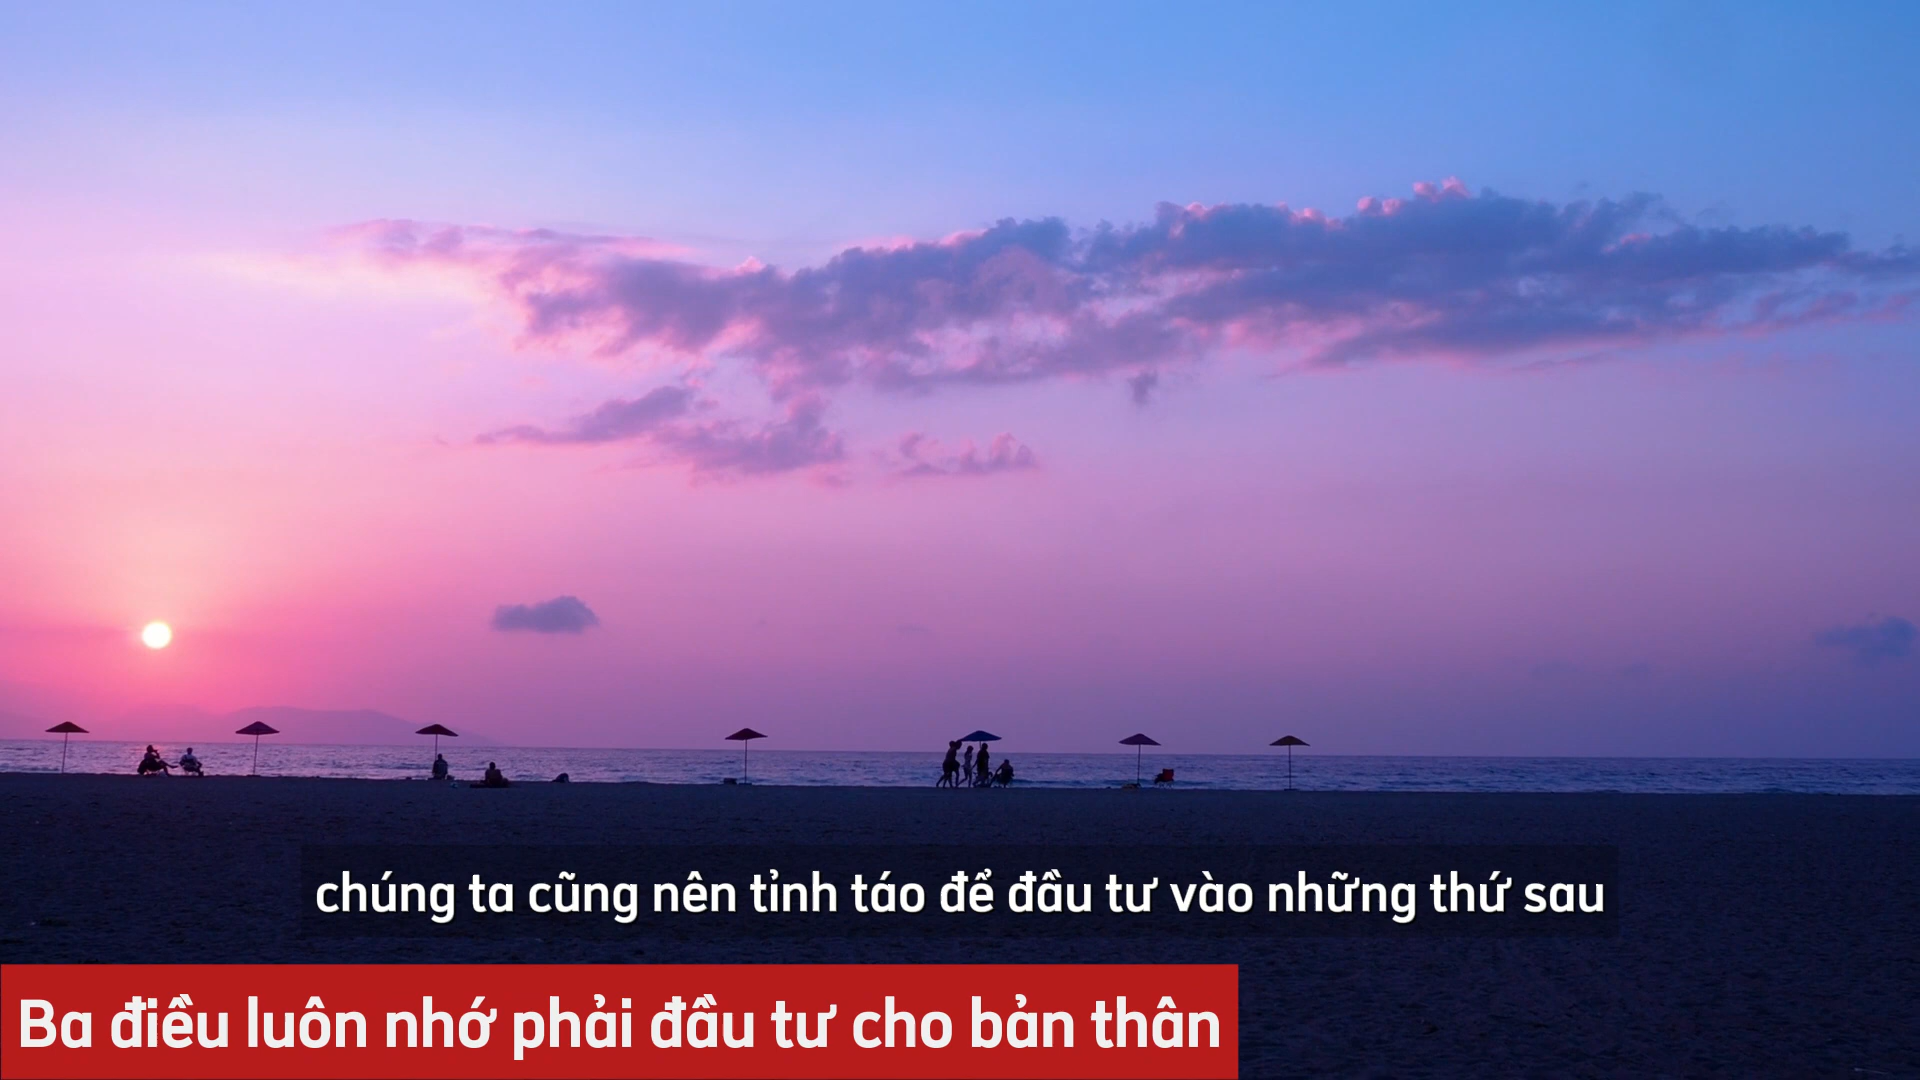 chúng ta cũng nên tỉnh táo để đầu tư vào những thứ sau
Ba điều luôn nhớ phải đầu tư cho bản thân